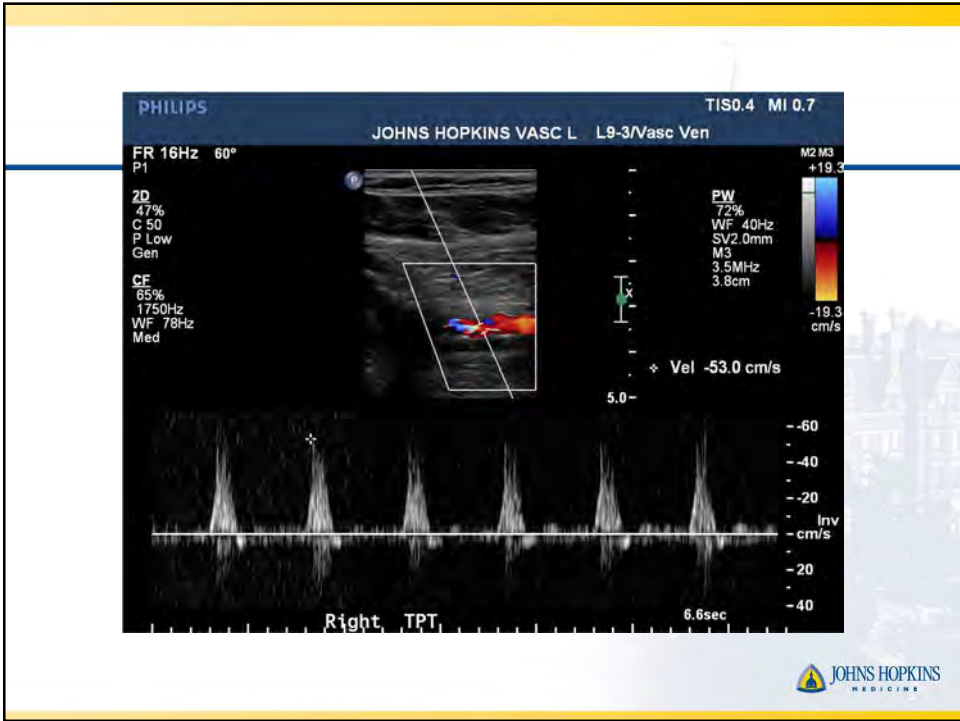 PHILIPS
TIS0.4 MI 0.7
JOHNS HOPKINS VASC L L9-3/Vasc Ven
FR 16Hz 60°
P1
2D
47%
C 50
P Low
Gen
CF
65%
1750Hz
WF 78Hz
Med
P
PW
72%
WF 40Hz
SV2.0mm
M3
3.5MHz
3.8cm
M2 M3
+19.3
-19.3
cm/s
x
Vel -53.0 cm/s
5.0
-60
-40
-20
Inv
cm/s
20
40
6.6sec
Right TPT
JOHNS HOPKINS
MEDICINE